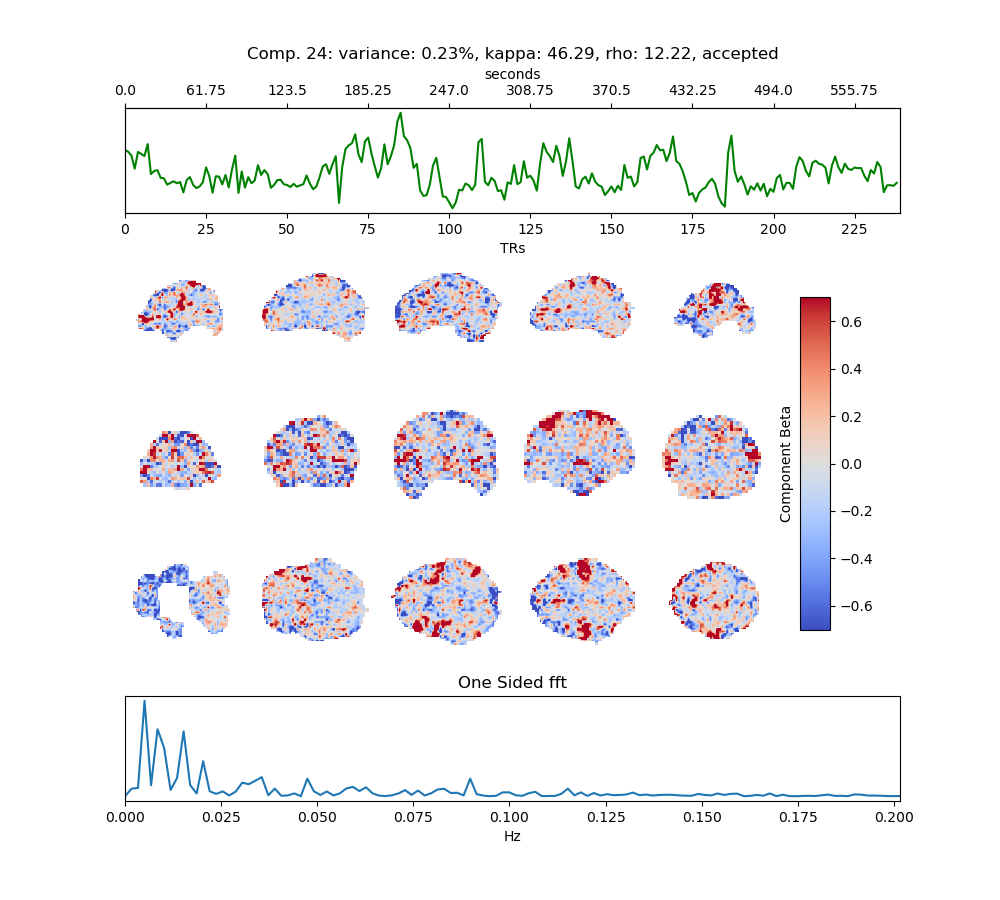 Comp. 24: variance: 0.23%, kappa: 46.29, rho: 12.22, accepted
seconds
0.0 61.75 123.5 185.25 247.0 308.75 370.5 432.25 494.0 555.75
0 25 50 75 100 125 150 175 200 225
TRs
0.6
0.4
0.2
0.0
−0.2
−0.4
−0.6
Component Beta
One Sided fft
0.000 0.025 0.050 0.075 0.100 0.125 0.150 0.175 0.200
Hz